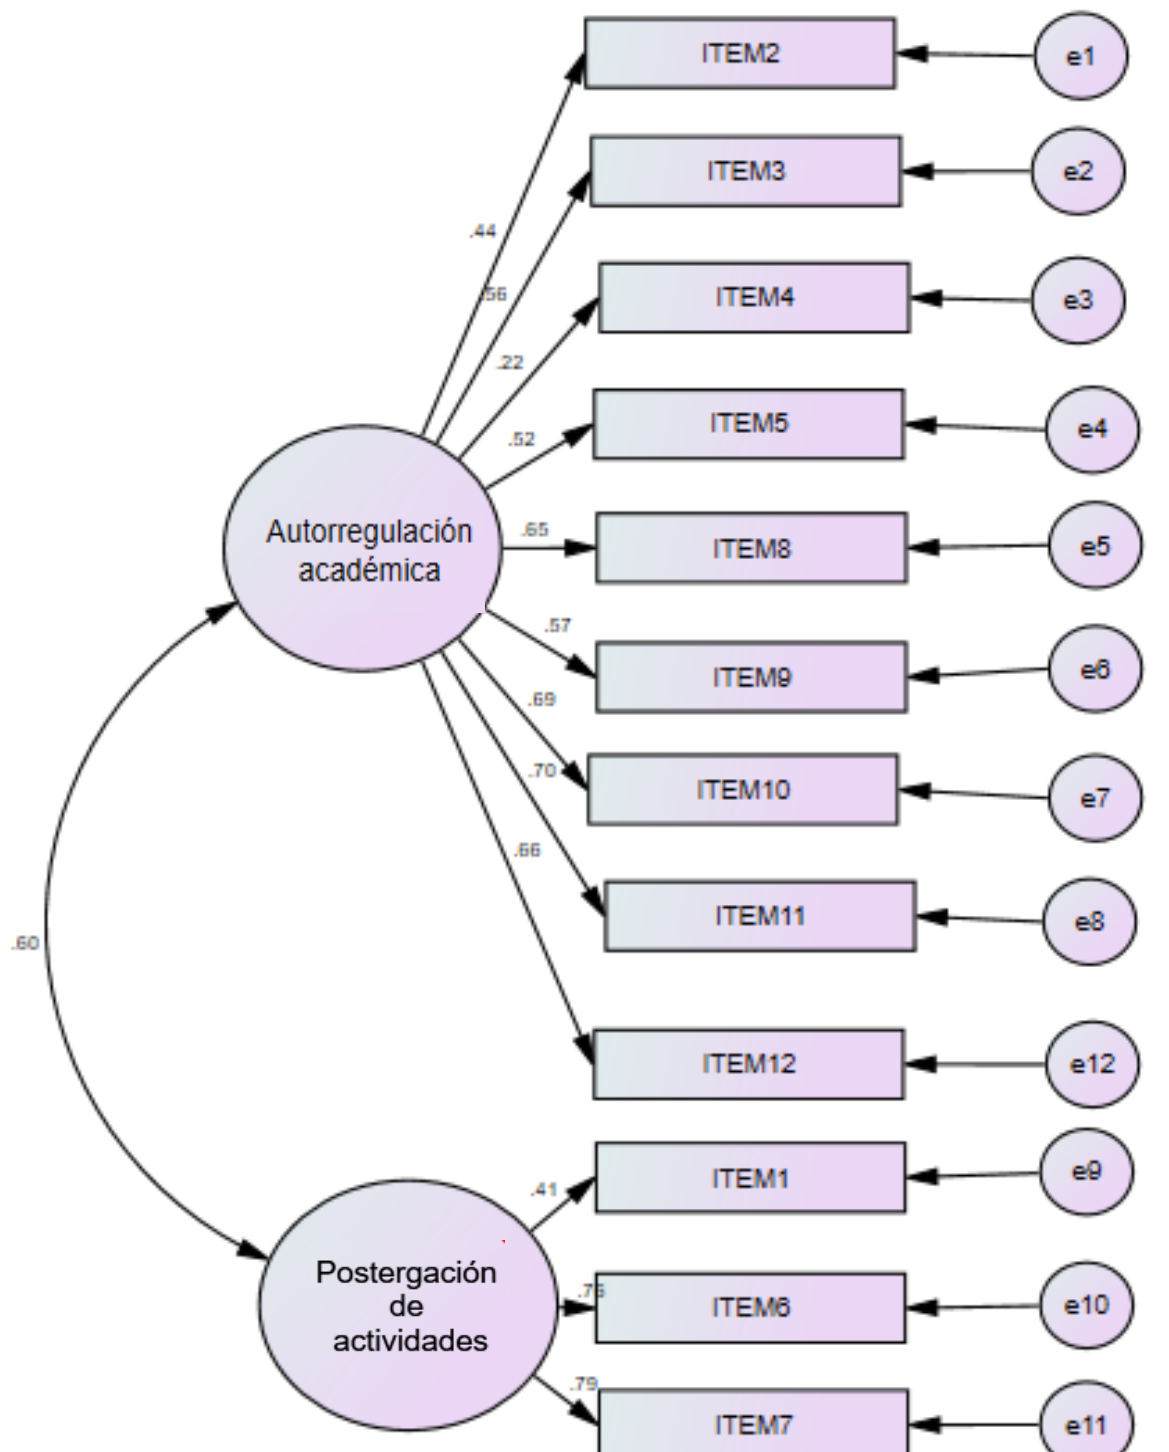 ITEM2
e1
ITEM3
e2
.44
.56
ITEM4
e3
.22
ITEM5
e4
.52
Autorregulación
académica
.65
ITEM8
e5
.57
ITEM9
e6
.69
.70
ITEM10
e7
.66
ITEM11
e8
.60
ITEM12
e12
.41
ITEM1
e9
Postergación
de
actividades
ITEM6
e10
.79
ITEM7
e11